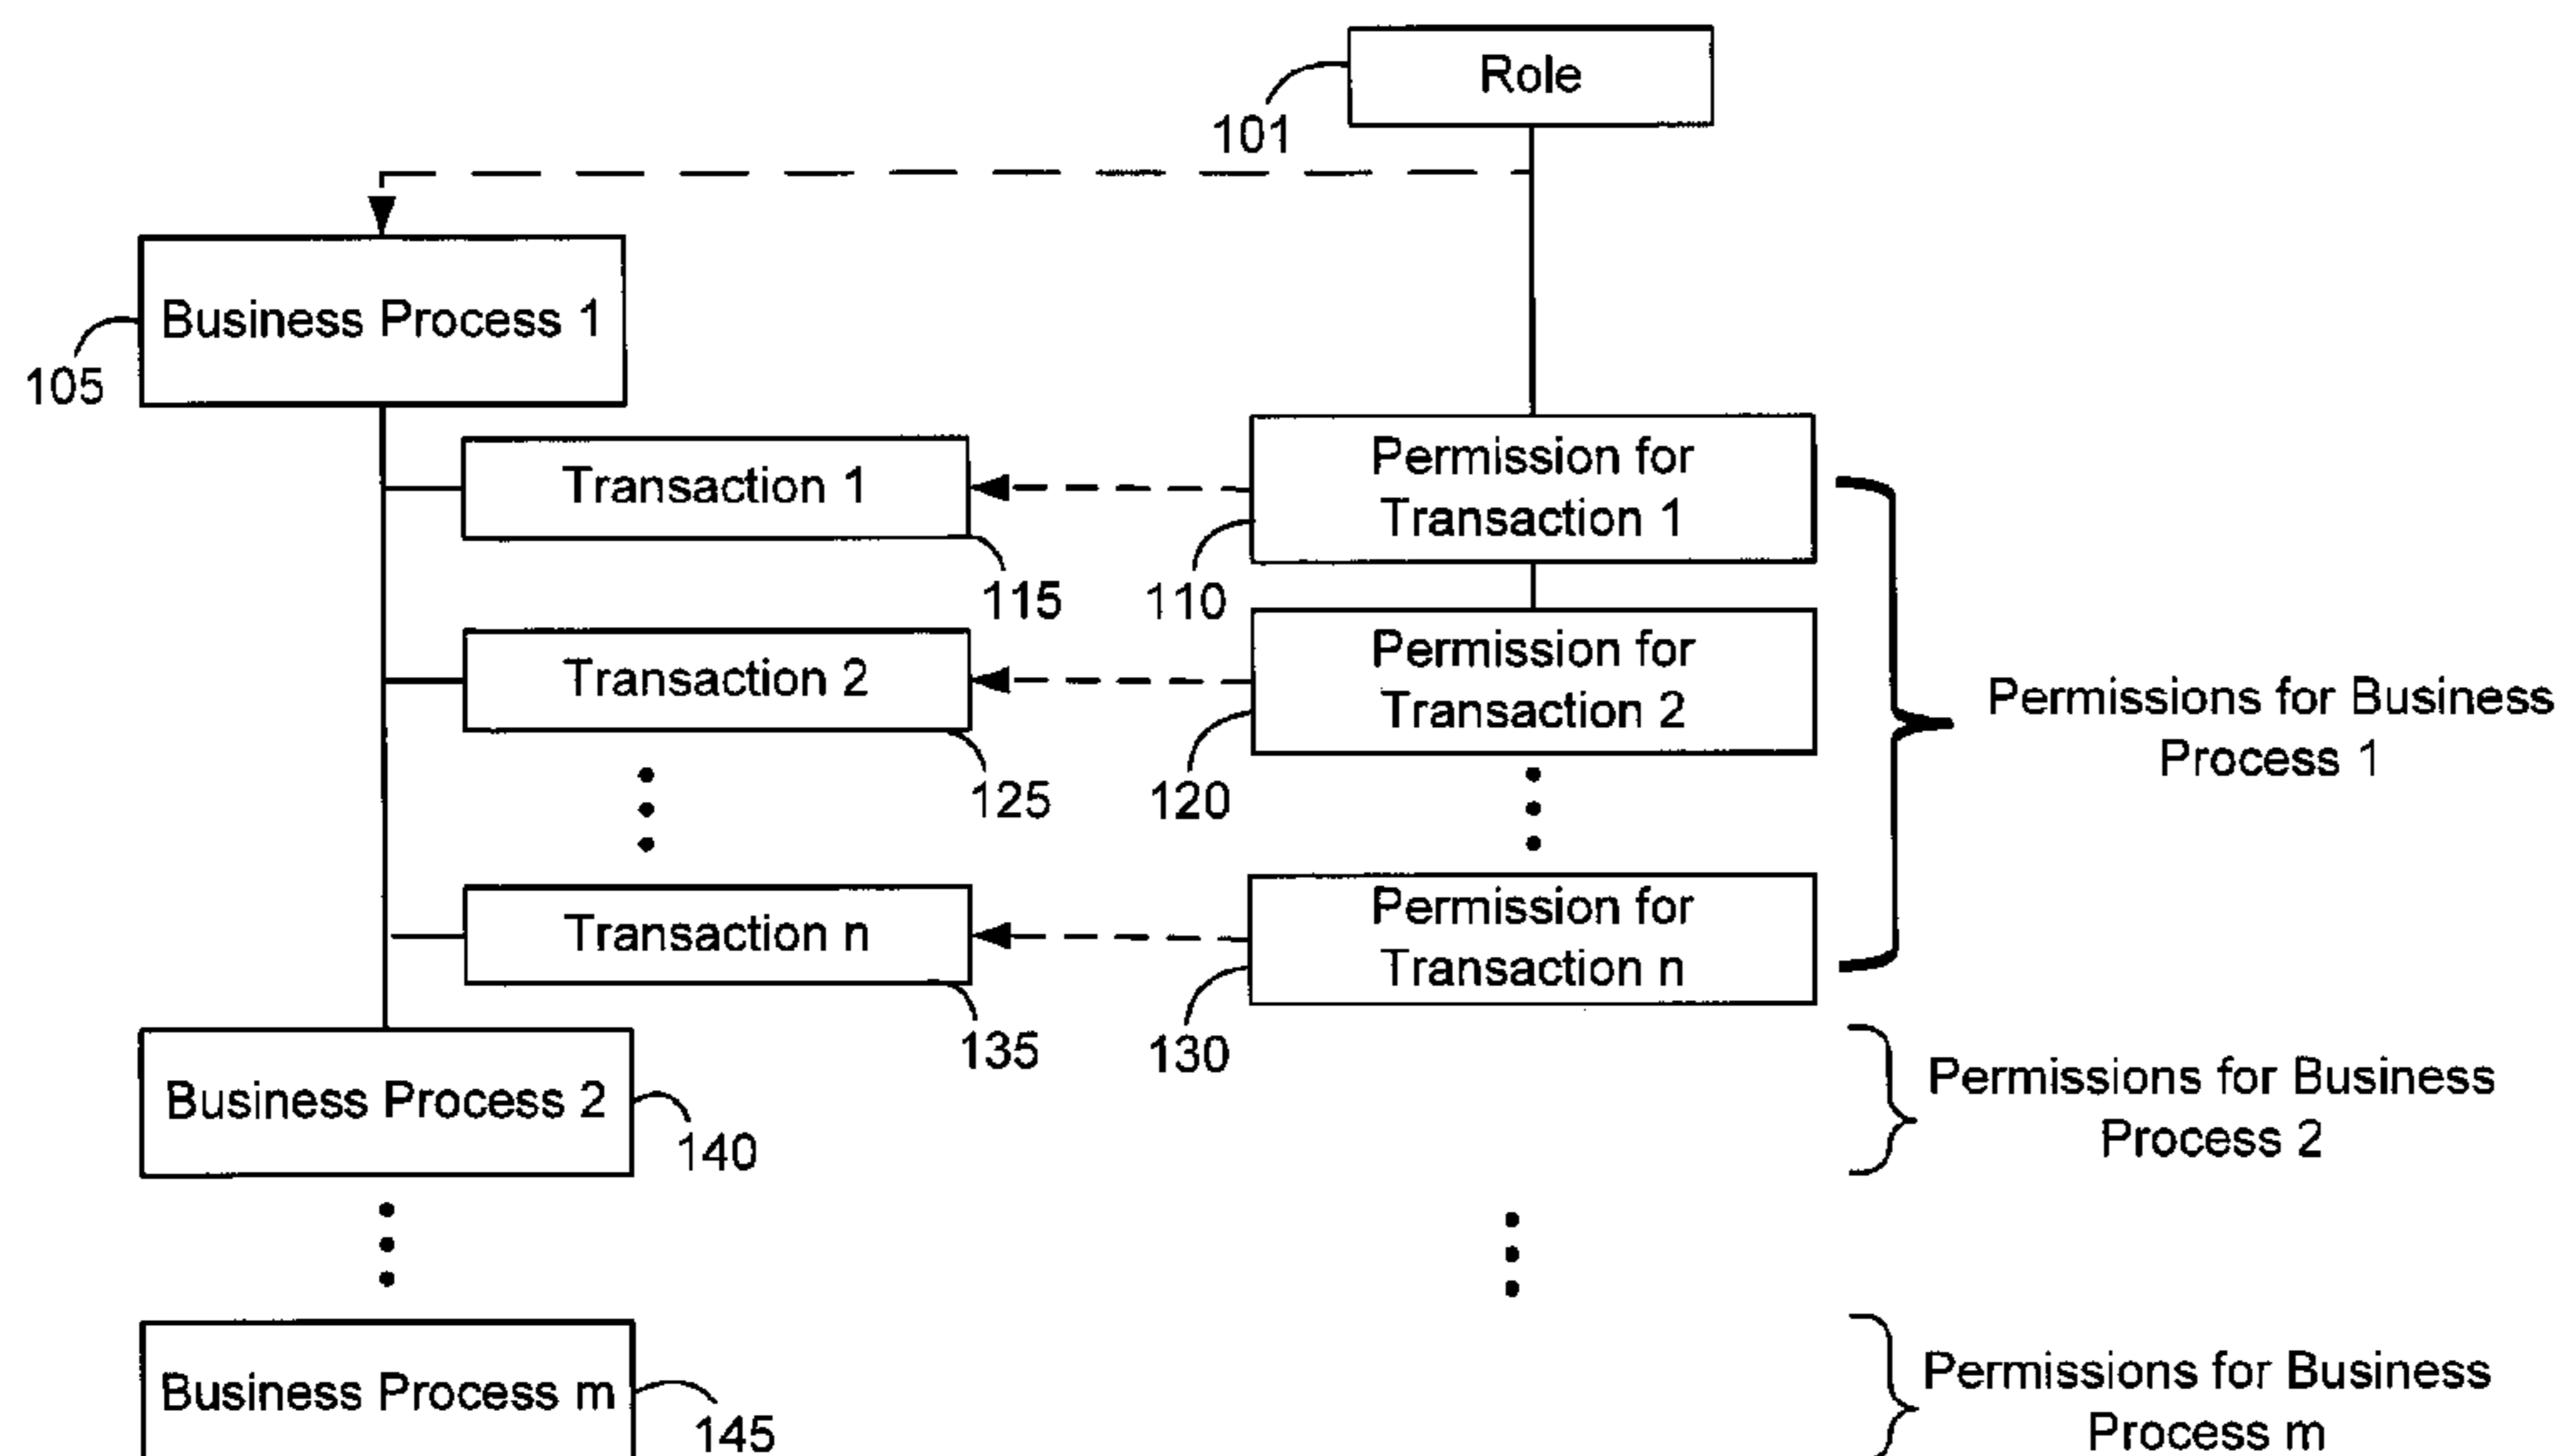 Role
101
Business Process 1
105
Transaction 1
115
Permission for
Transaction 1
110
Transaction 2
125
Permission for
Transaction 2
120
Permissions for Business
Process 1
Transaction n
135
Permission for
Transaction n
130
Business Process 2
140
Permissions for Business
Process 2
Business Process m
145
Permissions for Business
Process m